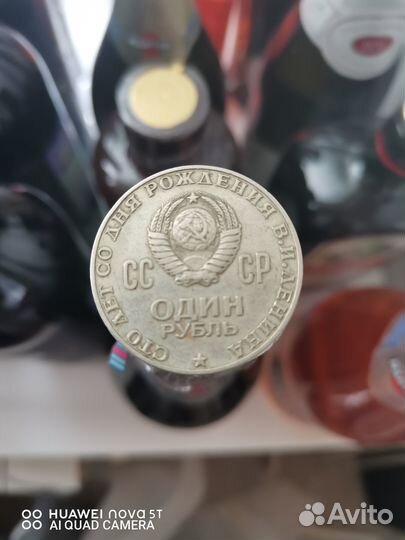 СТО ЛЕТ СО ДНЯ РОЖДЕНИЯ В.И.ЛЕНИНА
СС СР
ОДИН
РУБЛЬ
HUAWEI nova 5T
AI QUAD CAMERA
Avito